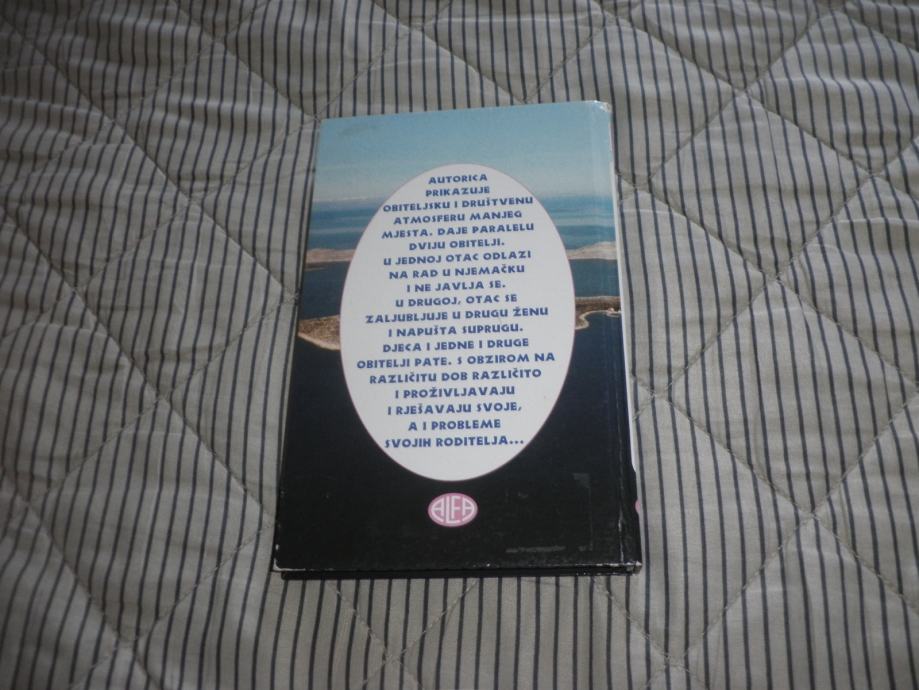 AUTORICA
PRIKAZUJE
OBITELJSKU I DRUŠTVENU
ATMOSFERU MANJEG
MJESTA. DAJE PARALELU
DVIJU OBITELJI.
U JEDNOJ OTAC ODLAZI
NA RAD U NJEMAČKU
I NE JAVLJA SE.
U DRUGOJ, OTAC SE
ZALJUBLJUJE U DRUGU ŽENU
I NAPUŠTA SUPRUGU.
DJECA I JEDNE I DRUGE
OBITELJI PATE. S OBZIROM NA
RAZLIČITU DOB RAZLIČITO
I PROŽIVLJAVAJU
I RJEŠAVAJU SVOJE,
A I PROBLEME
SVOJIH RODITELJA...
ALFA